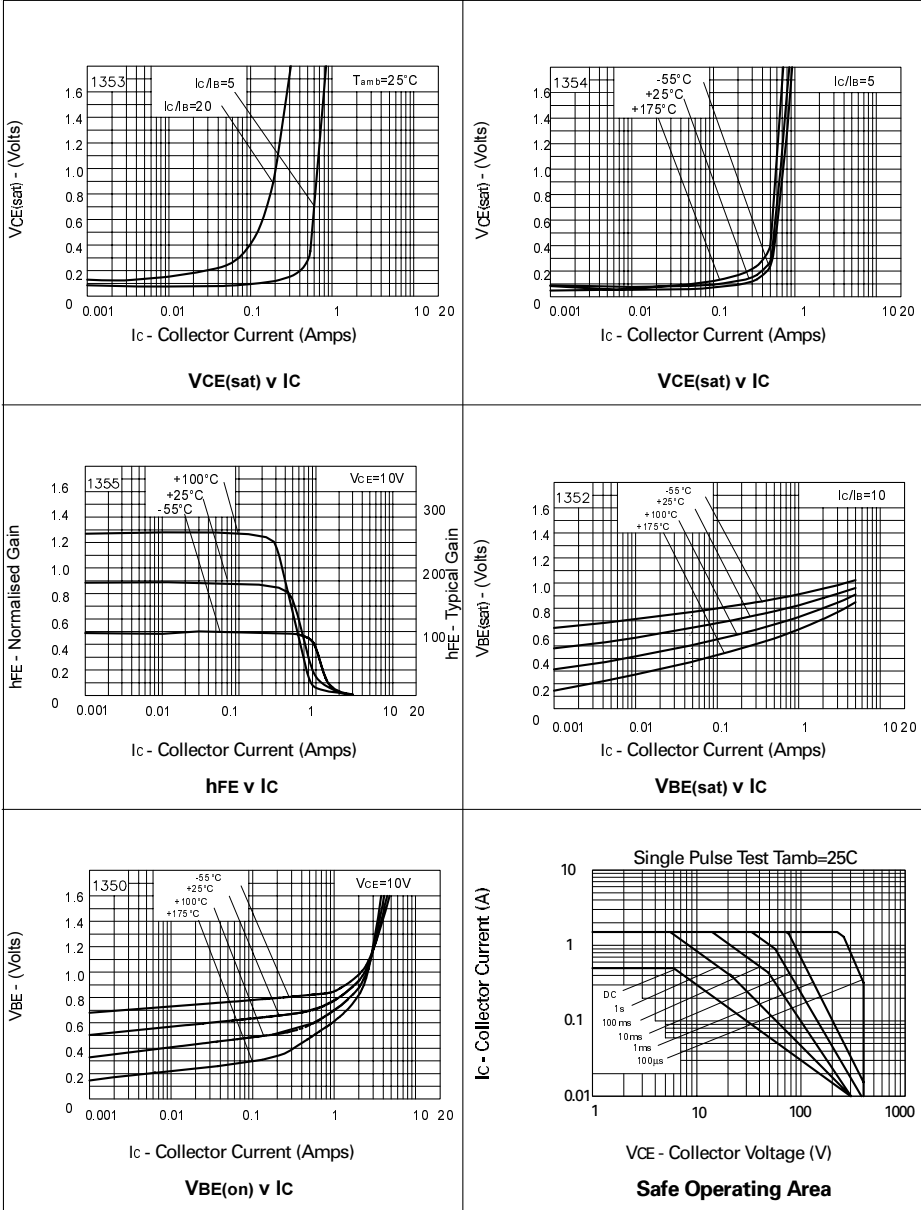 1353
Ic/IB=5
Ic/IB=20
Tamb=25°C
VCE(sat) - (Volts)
1.6
1.4
1.2
1.0
0.8
0.6
0.4
0.2
0
0.001 0.01 0.1 1 10 20
Ic - Collector Current (Amps)
VCE(sat) v IC
1354
-55°C
+25°C
+175°C
Ic/IB=5
VCE(sat) - (Volts)
1.6
1.4
1.2
1.0
0.8
0.6
0.4
0.2
0
0.001 0.01 0.1 1 10 20
Ic - Collector Current (Amps)
VCE(sat) v IC
1355
+100°C
+25°C
-55°C
VCE=10V
hFE - Normalised Gain
1.6
1.4
1.2
1.0
0.8
0.6
0.4
0.2
0
300
200
100
hFE - Typical Gain
0.001 0.01 0.1 1 10 20
Ic - Collector Current (Amps)
hFE v IC
1352
-55°C
+25°C
+100°C
+175°C
Ic/IB=10
VBE(sat) - (Volts)
1.6
1.4
1.2
1.0
0.8
0.6
0.4
0.2
0
0.001 0.01 0.1 1 10 20
Ic - Collector Current (Amps)
VBE(sat) v IC
1350
-55°C
+25°C
+100°C
+175°C
VCE=10V
VBE - (Volts)
1.6
1.4
1.2
1.0
0.8
0.6
0.4
0.2
0
0.001 0.01 0.1 1 10 20
Ic - Collector Current (Amps)
VBE(on) v IC
Single Pulse Test Tamb=25C
Ic - Collector Current (A)
10
1
0.1
0.01
DC
1s
100ms
10ms
1ms
100µs
1 10 100 1000
VCE - Collector Voltage (V)
Safe Operating Area